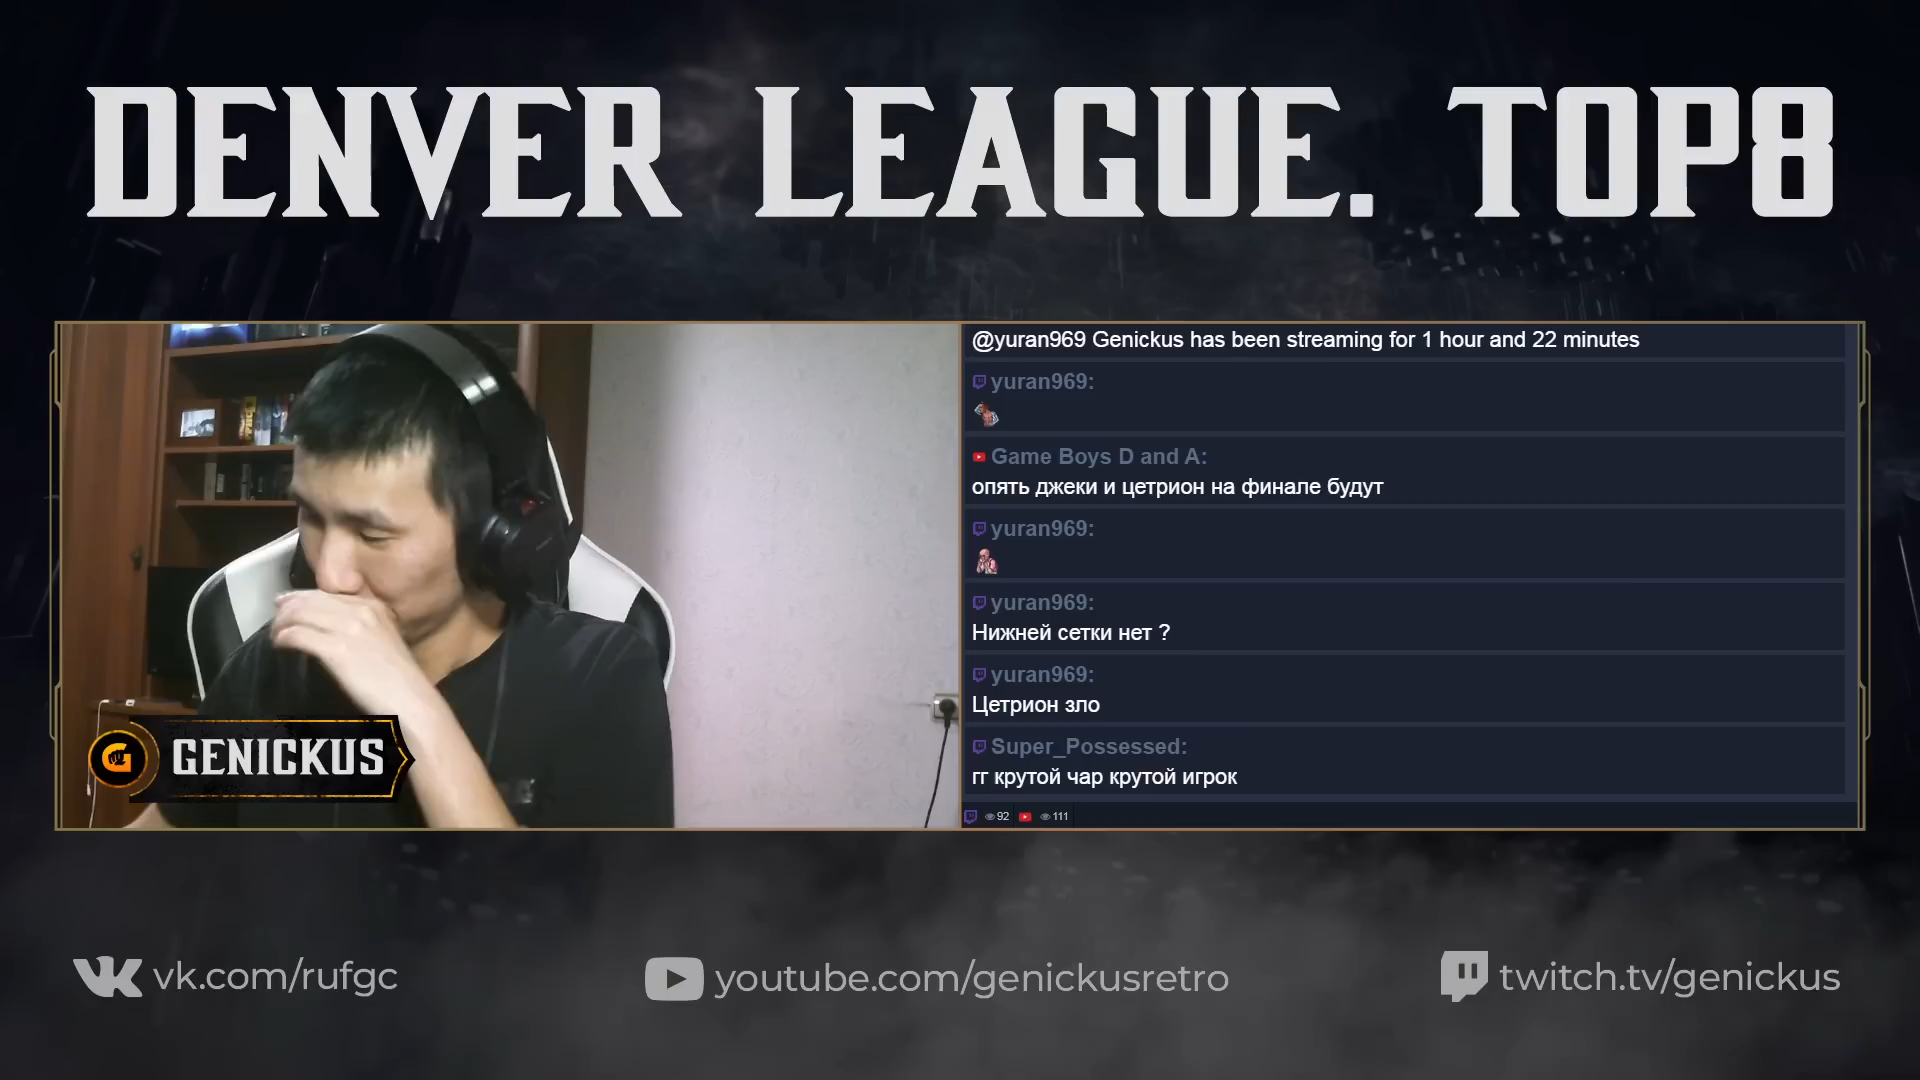 DENVER LEAGUE. TOP8
@yuran969 Genickus has been streaming for 1 hour and 22 minutes
yuran969:
Game Boys D and A:
опять джеки и цетрион на финале будут
yuran969:
yuran969:
Нижней сетки нет ?
yuran969:
Цетрион зло
Super_Possessed:
гг крутой чар крутой игрок
92 111
GENICKUS
vk.com/rufgc
youtube.com/genickusretro
twitch.tv/genickus